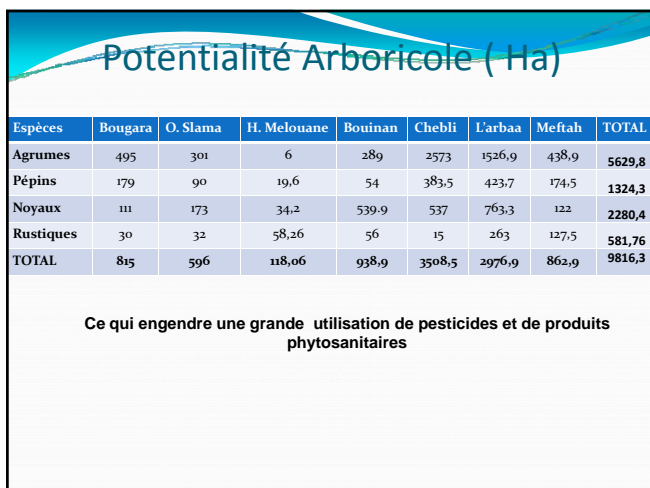 Potentialité Arboricole ( Ha)
Espèces Bougara O. Slama H. Melouane Bouinan Chebli L'arbaa Meftah TOTAL
Agrumes 495 301 6 289 2573 1526,9 438,9 5629,8
Pépins 179 90 19,6 54 383,5 423,7 174,5 1324,3
Noyaux 111 173 34,2 539.9 537 763,3 122 2280,4
Rustiques 30 32 58,26 56 15 263 127,5 581,76
TOTAL 815 596 118,06 938,9 3508,5 2976,9 862,9 9816,3
Ce qui engendre une grande utilisation de pesticides et de produits
phytosanitaires